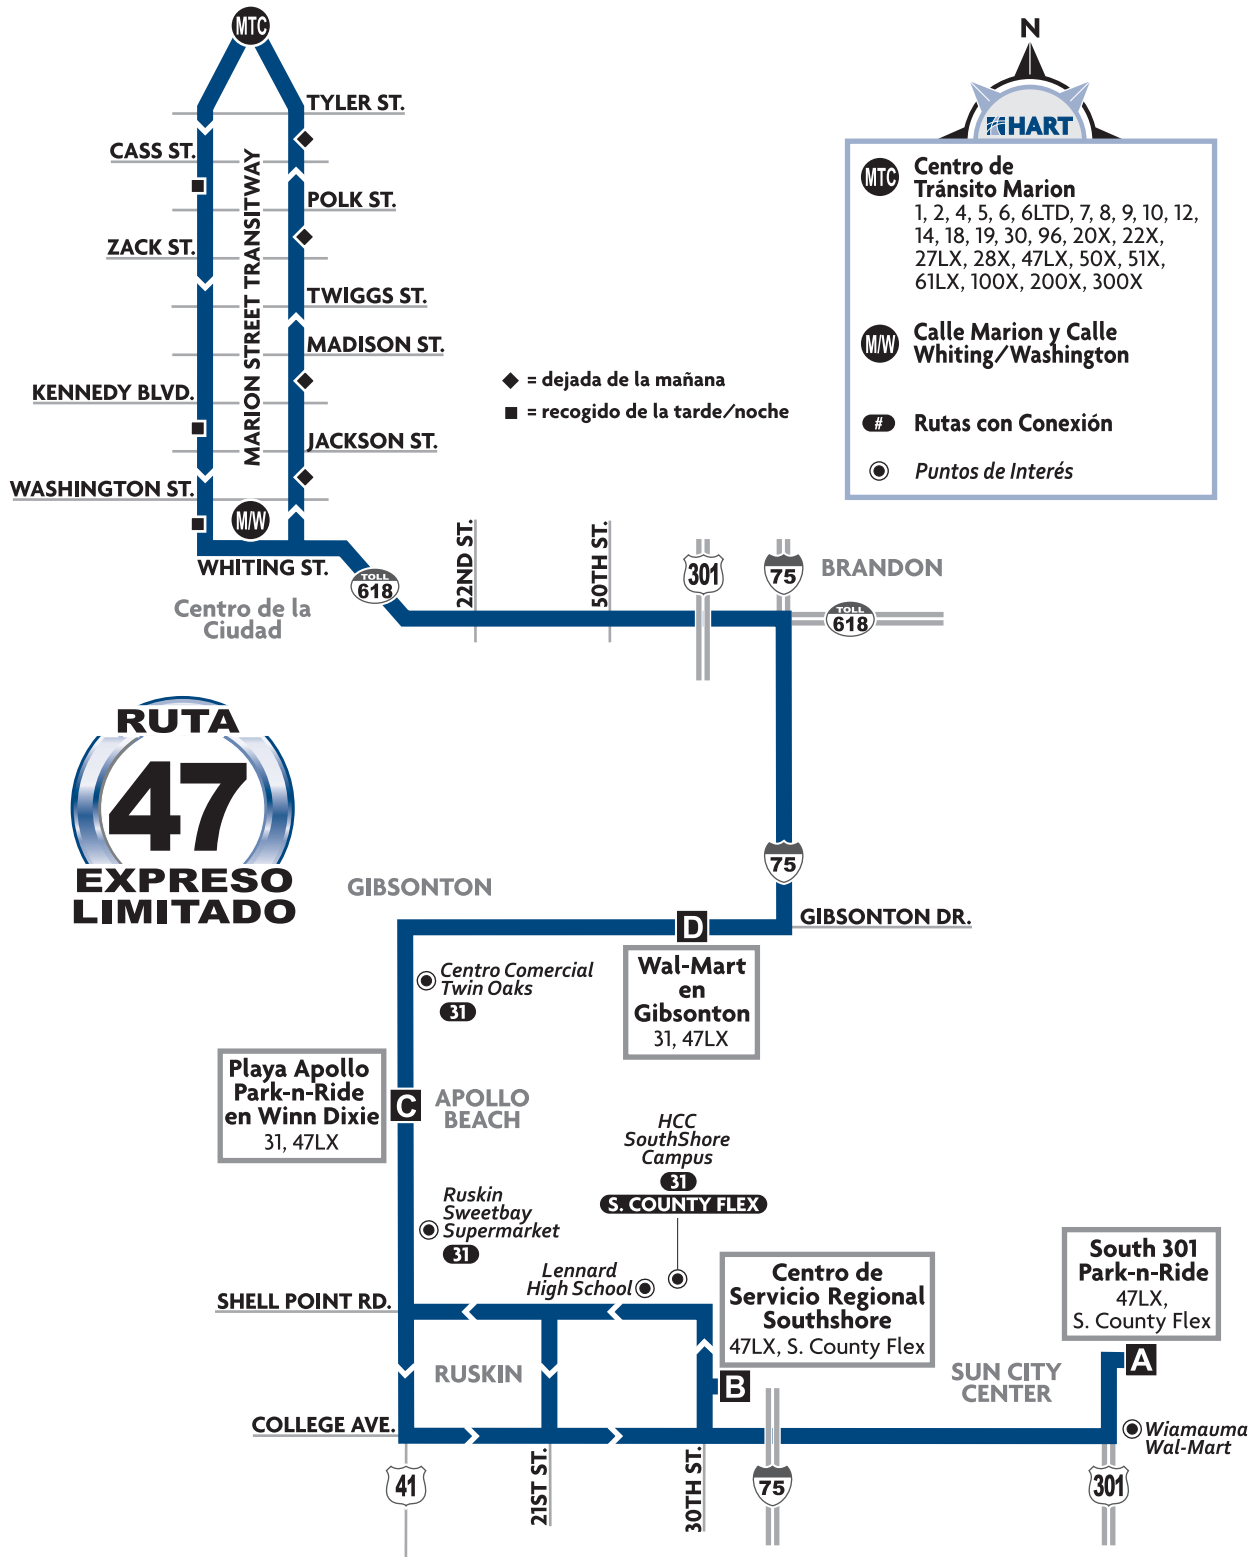 MTC
TYLER ST.
CASS ST.
POLK ST.
ZACK ST.
TWIGGS ST.
MADISON ST.
KENNEDY BLVD.
JACKSON ST.
WASHINGTON ST.
MARION STREET TRANSITWAY
M/W
WHITING ST.
Centro de la
Ciudad
◆ = dejada de la mañana
■ = recogido de la tarde/noche
N
HART
MTC
Centro de
Tránsito Marion
1, 2, 4, 5, 6, 6LTD, 7, 8, 9, 10, 12,
14, 18, 19, 30, 96, 20X, 22X,
27LX, 28X, 47LX, 50X, 51X,
61LX, 100X, 200X, 300X
M/W
Calle Marion y Calle
Whiting/Washington
# Rutas con Conexión
Puntos de Interés
TOLL
618
22ND ST.
50TH ST.
301
75
BRANDON
TOLL
618
RUTA
47
EXPRESO
LIMITADO
75
GIBSONTON
GIBSONTON DR.
D
Wal-Mart
en
Gibsonton
31, 47LX
Centro Comercial
Twin Oaks
31
Playa Apollo
Park-n-Ride
en Winn Dixie
31, 47LX
C
APOLLO
BEACH
HCC
SouthShore
Campus
31
S. COUNTY FLEX
Ruskin
Sweetbay
Supermarket
31
Lennard
High School
Centro de
Servicio Regional
Southshore
47LX, S. County Flex
South 301
Park-n-Ride
47LX,
S. County Flex
SHELL POINT RD.
RUSKIN
B
SUN CITY
CENTER
A
COLLEGE AVE.
Wiamauma
Wal-Mart
41
21ST ST.
30TH ST.
75
301